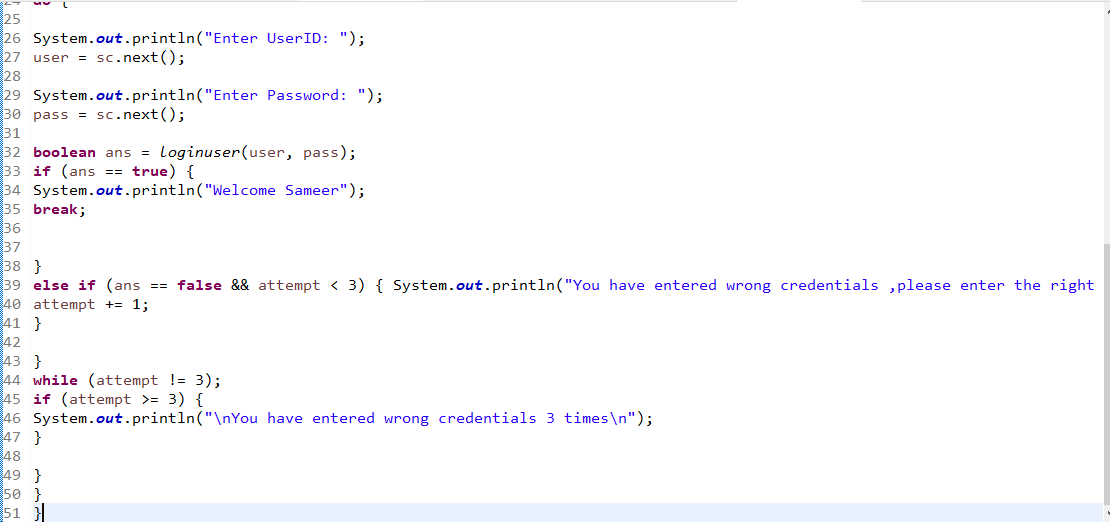 25
26 System.out.println("Enter UserID: ");
27 user = sc.next();
28
29 System.out.println("Enter Password: ");
30 pass = sc.next();
31
32 boolean ans = loginuser(user, pass);
33 if (ans == true) {
34 System.out.println("Welcome Sameer");
35 break;
36
37
38 }
39 else if (ans == false && attempt < 3) { System.out.println("You have entered wrong credentials ,please enter the right
40 attempt += 1;
41 }
42
43 }
44 while (attempt != 3);
45 if (attempt >= 3) {
46 System.out.println("\nYou have entered wrong credentials 3 times\n");
47 }
48
49 }
50 }
51 }